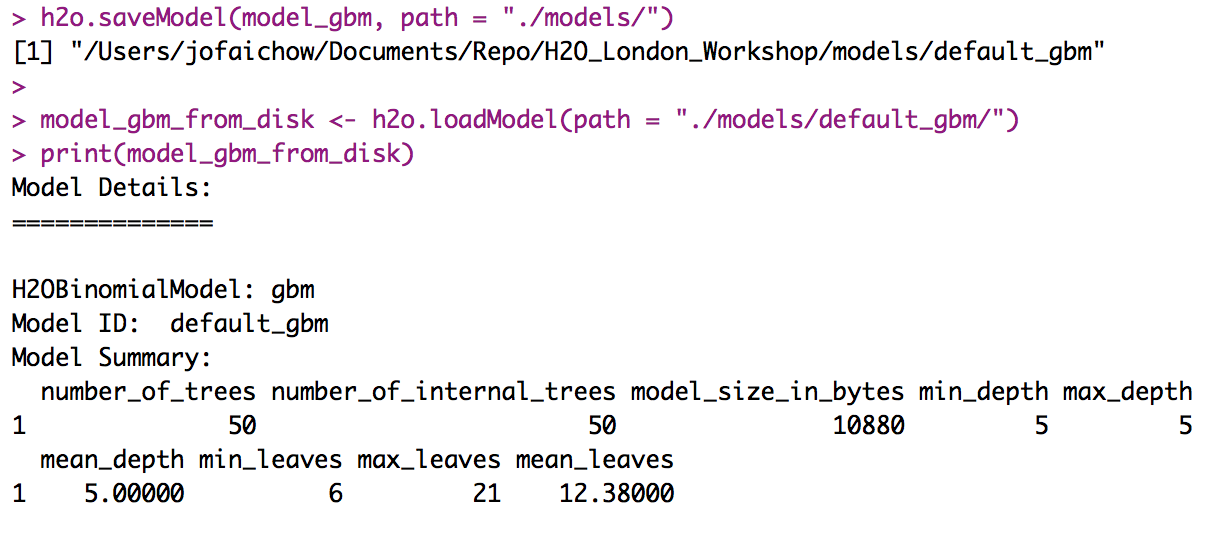 > h2o.saveModel(model_gbm, path = "./models/")
[1] "/Users/jofaichow/Documents/Repo/H2O_London_Workshop/models/default_gbm"
>
> model_gbm_from_disk <- h2o.loadModel(path = "./models/default_gbm/")
> print(model_gbm_from_disk)
Model Details:
==============
H2OBinomialModel: gbm
Model ID:  default_gbm
Model Summary:
  number_of_trees number_of_internal_trees model_size_in_bytes min_depth max_depth
1              50                       50               10880         5         5
  mean_depth min_leaves max_leaves mean_leaves
1    5.00000          6         21    12.38000